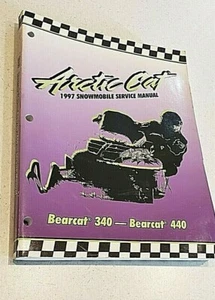 Arctic Cat
1997 SNOWMOBILE SERVICE MANUAL
Bearcat® 340 — Bearcat® 440